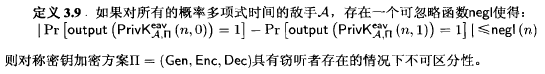 定义 3.9 . 如果对所有的概率多项式时间的敌手𝒜，存在一个可忽略函数negl使得：
| Pr [output (PrivK^{eav}_{𝒜,Π} (n, 0)) = 1] − Pr [output (PrivK^{eav}_{𝒜,Π} (n, 1)) = 1] | ≤ negl (n)
则对称密钥加密方案Π = (Gen, Enc, Dec)具有窃听者存在的情况下不可区分性。